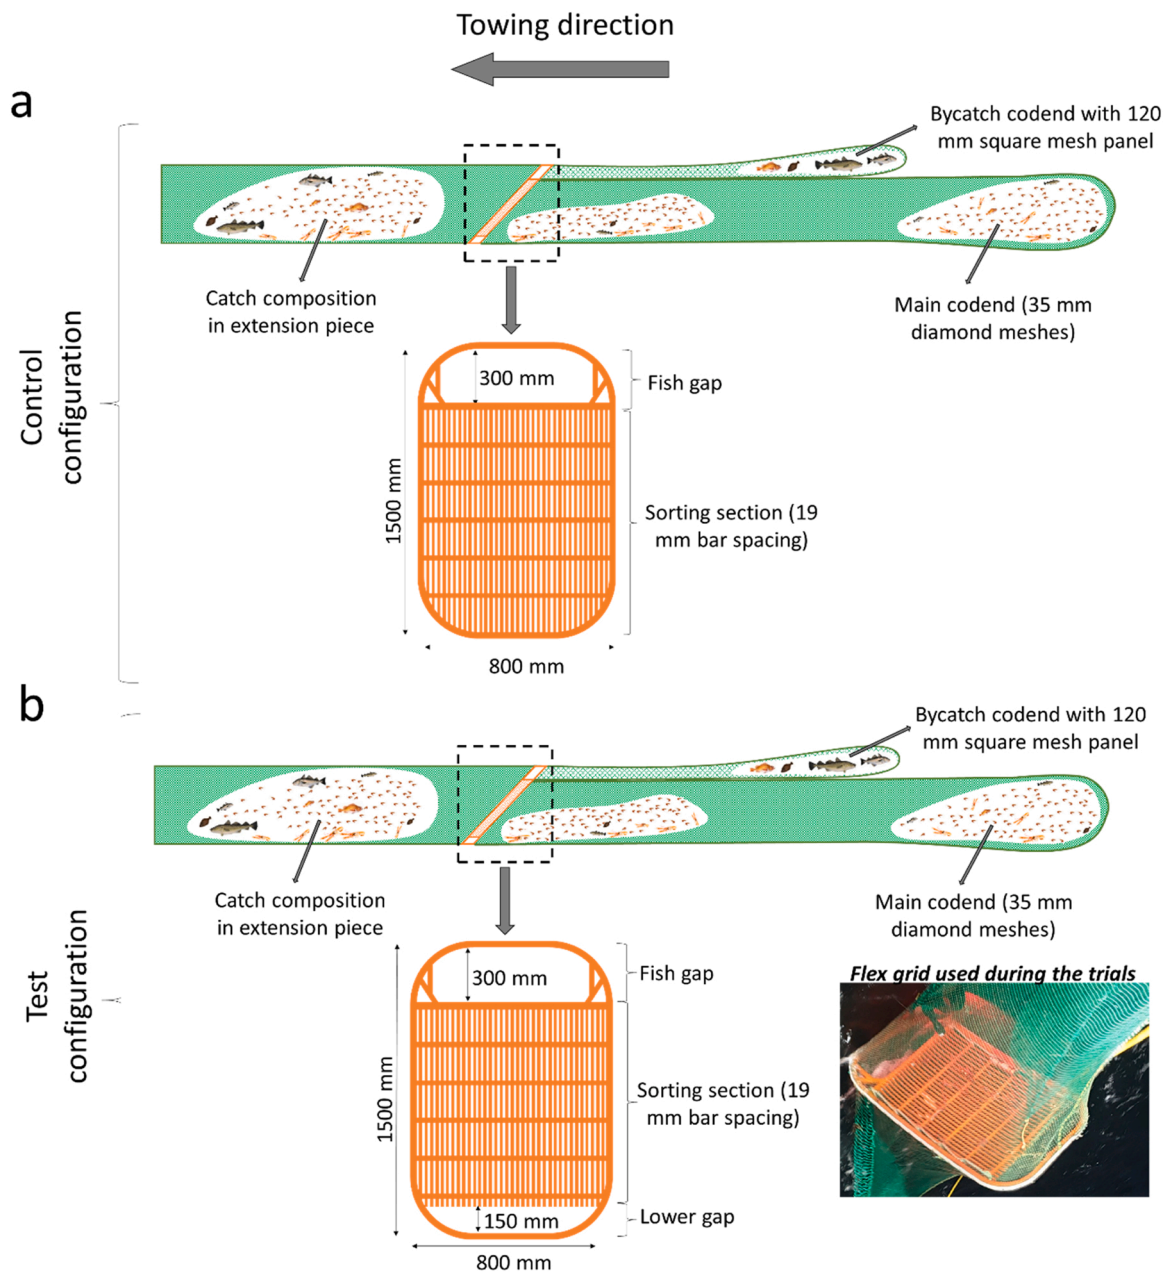 Towing direction
a
Bycatch codend with 120
mm square mesh panel
Catch composition
in extension piece
Main codend (35 mm
diamond meshes)
Control
configuration
300 mm
Fish gap
1500 mm
Sorting section (19
mm bar spacing)
800 mm
b
Bycatch codend with 120
mm square mesh panel
Catch composition
in extension piece
Main codend (35 mm
diamond meshes)
Test
configuration
300 mm
Fish gap
Flex grid used during the trials
1500 mm
Sorting section (19
mm bar spacing)
150 mm
Lower gap
800 mm